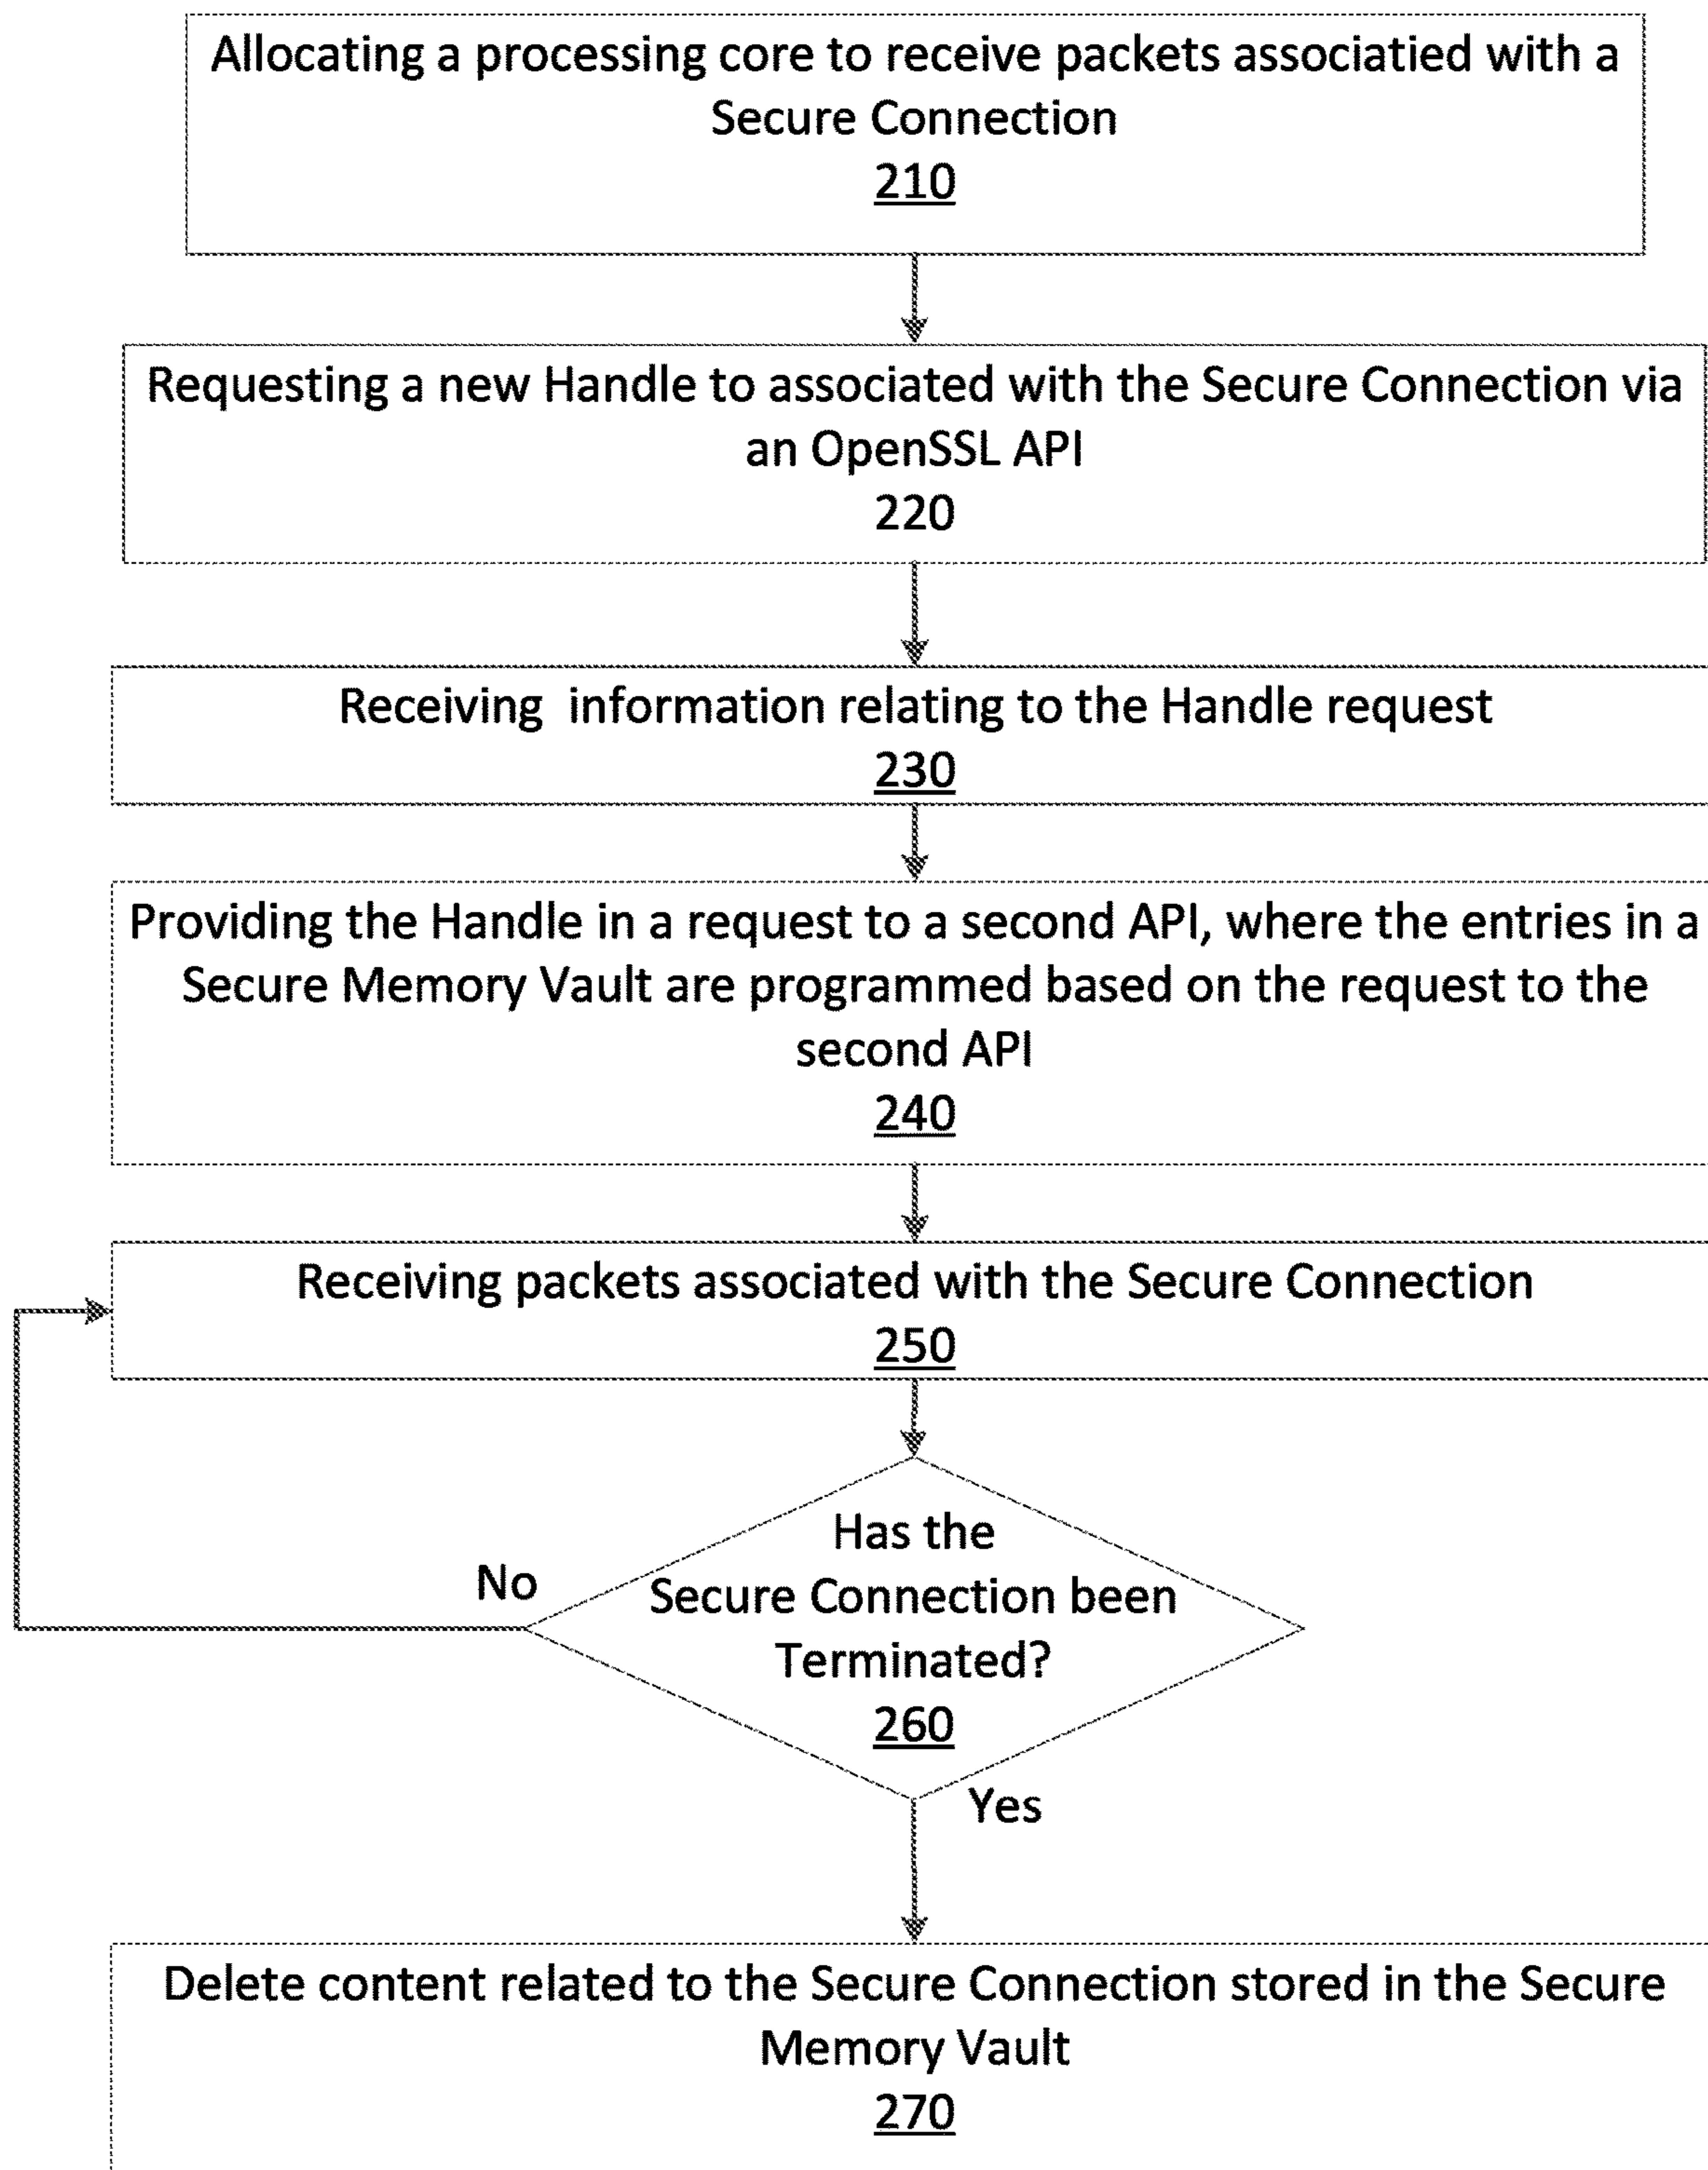 Allocating a processing core to receive packets associatied with a
Secure Connection
210
Requesting a new Handle to associated with the Secure Connection via
an OpenSSL API
220
Receiving information relating to the Handle request
230
Providing the Handle in a request to a second API, where the entries in a
Secure Memory Vault are programmed based on the request to the
second API
240
Receiving packets associated with the Secure Connection
250
Has the
No
Secure Connection been
Terminated?
260
Yes
Delete content related to the Secure Connection stored in the Secure
Memory Vault
270